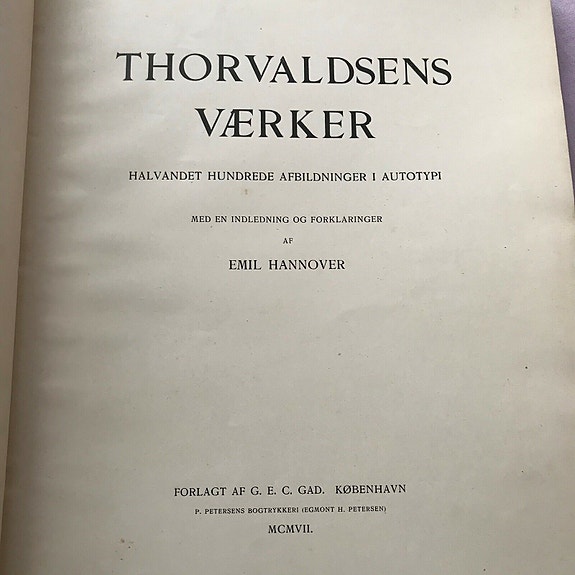 THORVALDSENS
VÆRKER
HALVANDET HUNDREDE AFBILDNINGER I AUTOTYPI
MED EN INDLEDNING OG FORKLARINGER
AF
EMIL HANNOVER
FORLAGT AF G. E. C. GAD. KØBENHAVN
P. PETERSENS BOGTRYKKERI (EGMONT H. PETERSEN)
MCMVII.